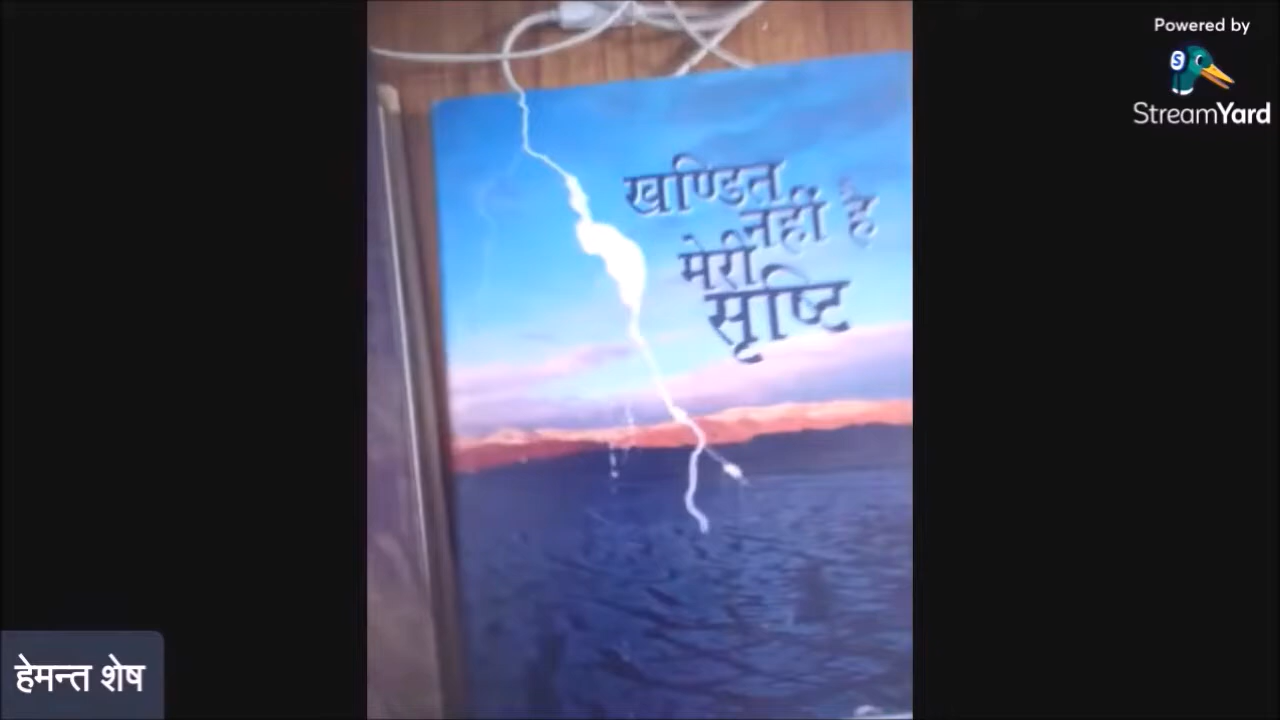 Powered by
StreamYard
खण्डित
नहीं है
मेरी
सृष्टि
हेमन्त शेष